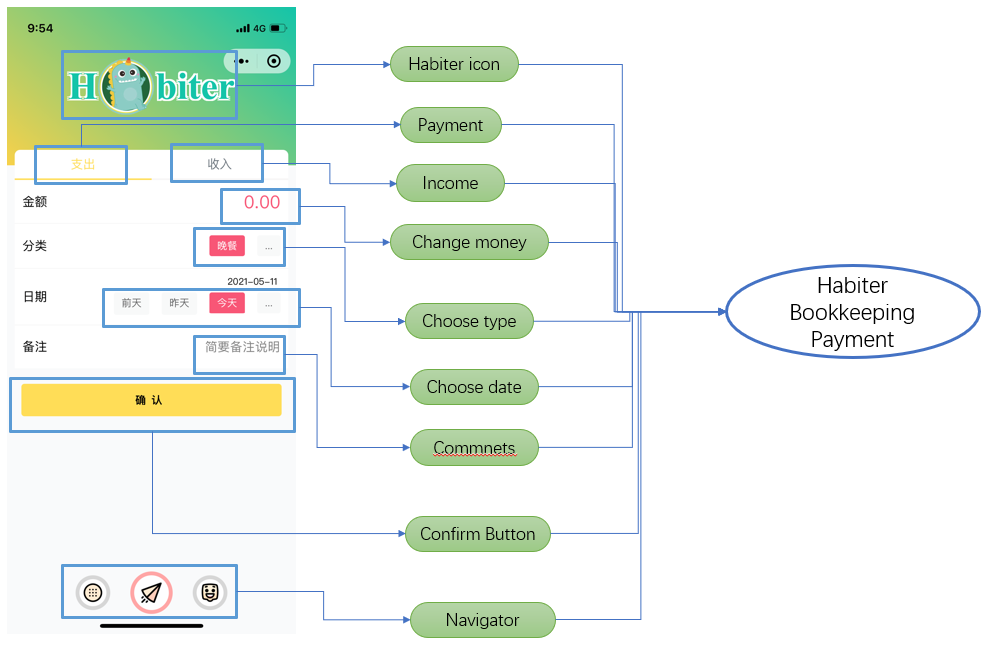 9:54
4G
Habiter
支出
收入
金额
0.00
分类
晚餐
...
2021-05-11
日期
前天
昨天
今天
...
备注
简要备注说明
确 认
Habiter icon
Payment
Income
Change money
Choose type
Choose date
Commnets
Confirm Button
Navigator
Habiter
Bookkeeping
Payment